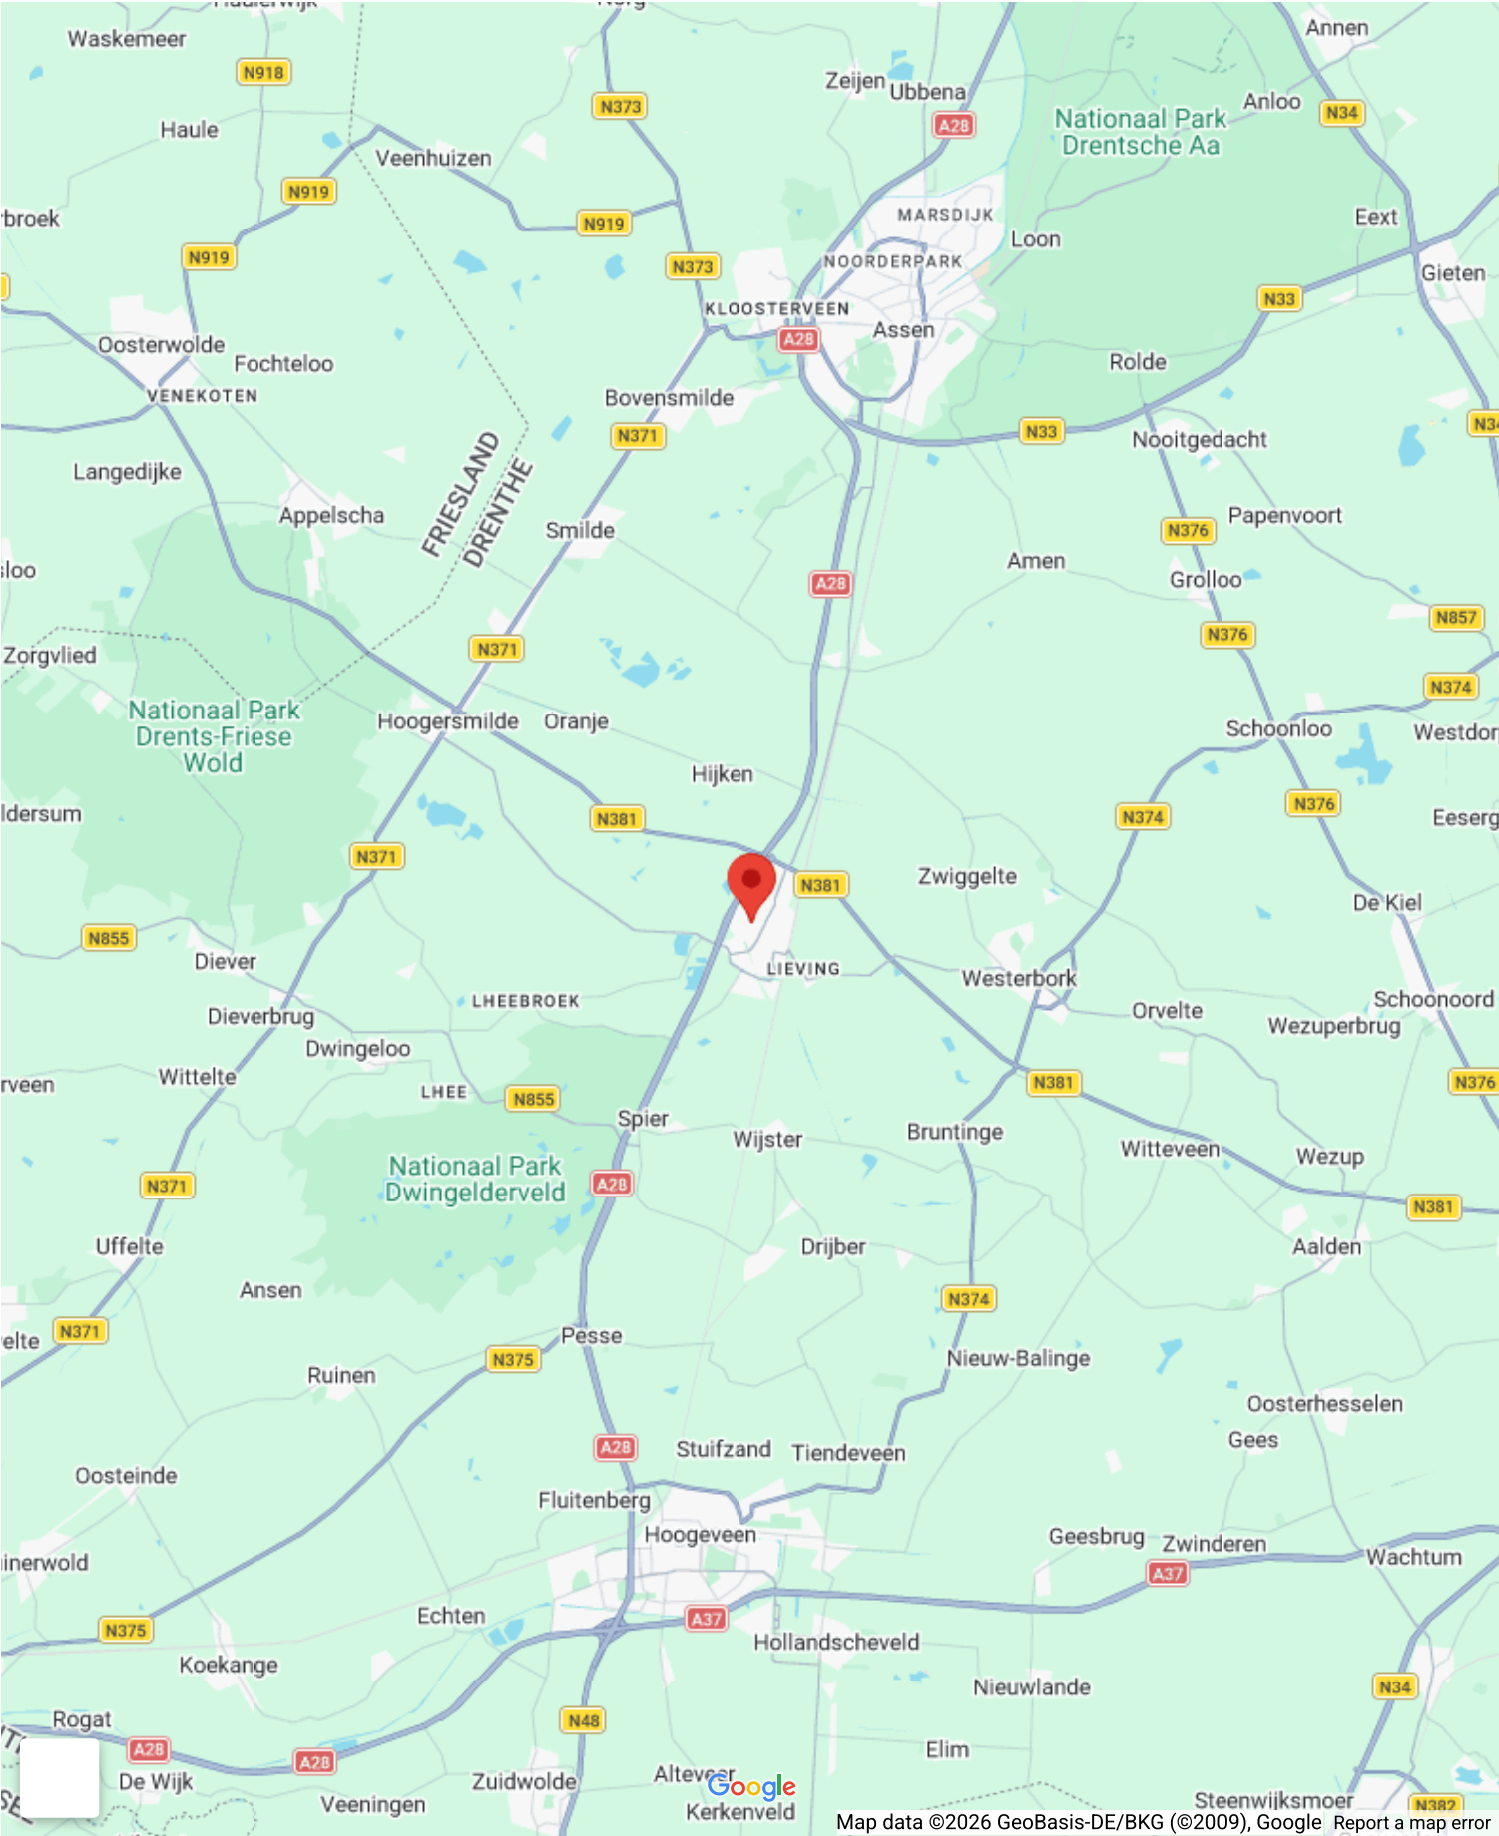 Waskemeer
Annen
N918
Zeijen
Ubbena
Anloo
N373
N34
Nationaal Park
Drentsche Aa
A28
Haule
Veenhuizen
N919
MARSDIJK
Eext
N919
Loon
N919
NOORDERPARK
N373
Gieten
N33
KLOOSTERVEEN
Assen
A28
Oosterwolde
Fochteloo
Rolde
VENEKOTEN
Bovensmilde
N371
N33
Nooitgedacht
Langedijke
FRIESLAND
DRENTHE
Appelscha
Smilde
Papenvoort
N376
Amen
A28
Grolloo
N857
N376
Zorgvlied
N371
N374
Nationaal Park
Drents-Friese
Wold
Hoogersmilde
Oranje
Schoonloo
Hijken
N376
N381
N374
N371
Zwiggelte
N381
De Kiel
N855
Diever
LIEVING
Westerbork
LHEEBROEK
Schoonoord
Dieverbrug
Orvelte
Wezuperbrug
Dwingeloo
Wittelte
N381
N376
LHEE
N855
Spier
Wijster
Bruntinge
Witteveen
Wezup
Nationaal Park
Dwingelderveld
A28
N371
N381
Uffelte
Drijber
Aalden
Ansen
N374
N371
Pesse
N375
Nieuw-Balinge
Ruinen
Oosterhesselen
Gees
A28
Stuifzand
Tiendeveen
Oosteinde
Fluitenberg
Hoogeveen
Geesbrug
Zwinderen
Wachtum
A37
Echten
A37
N375
Hollandscheveld
Koekange
Nieuwlande
N34
Rogat
N48
A28
A28
Elim
De Wijk
Zuidwolde
Alteveer
Google
Veeningen
Kerkenveld
Steenwijksmoer
N382
Map data ©2026 GeoBasis-DE/BKG (©2009), Google
Report a map error